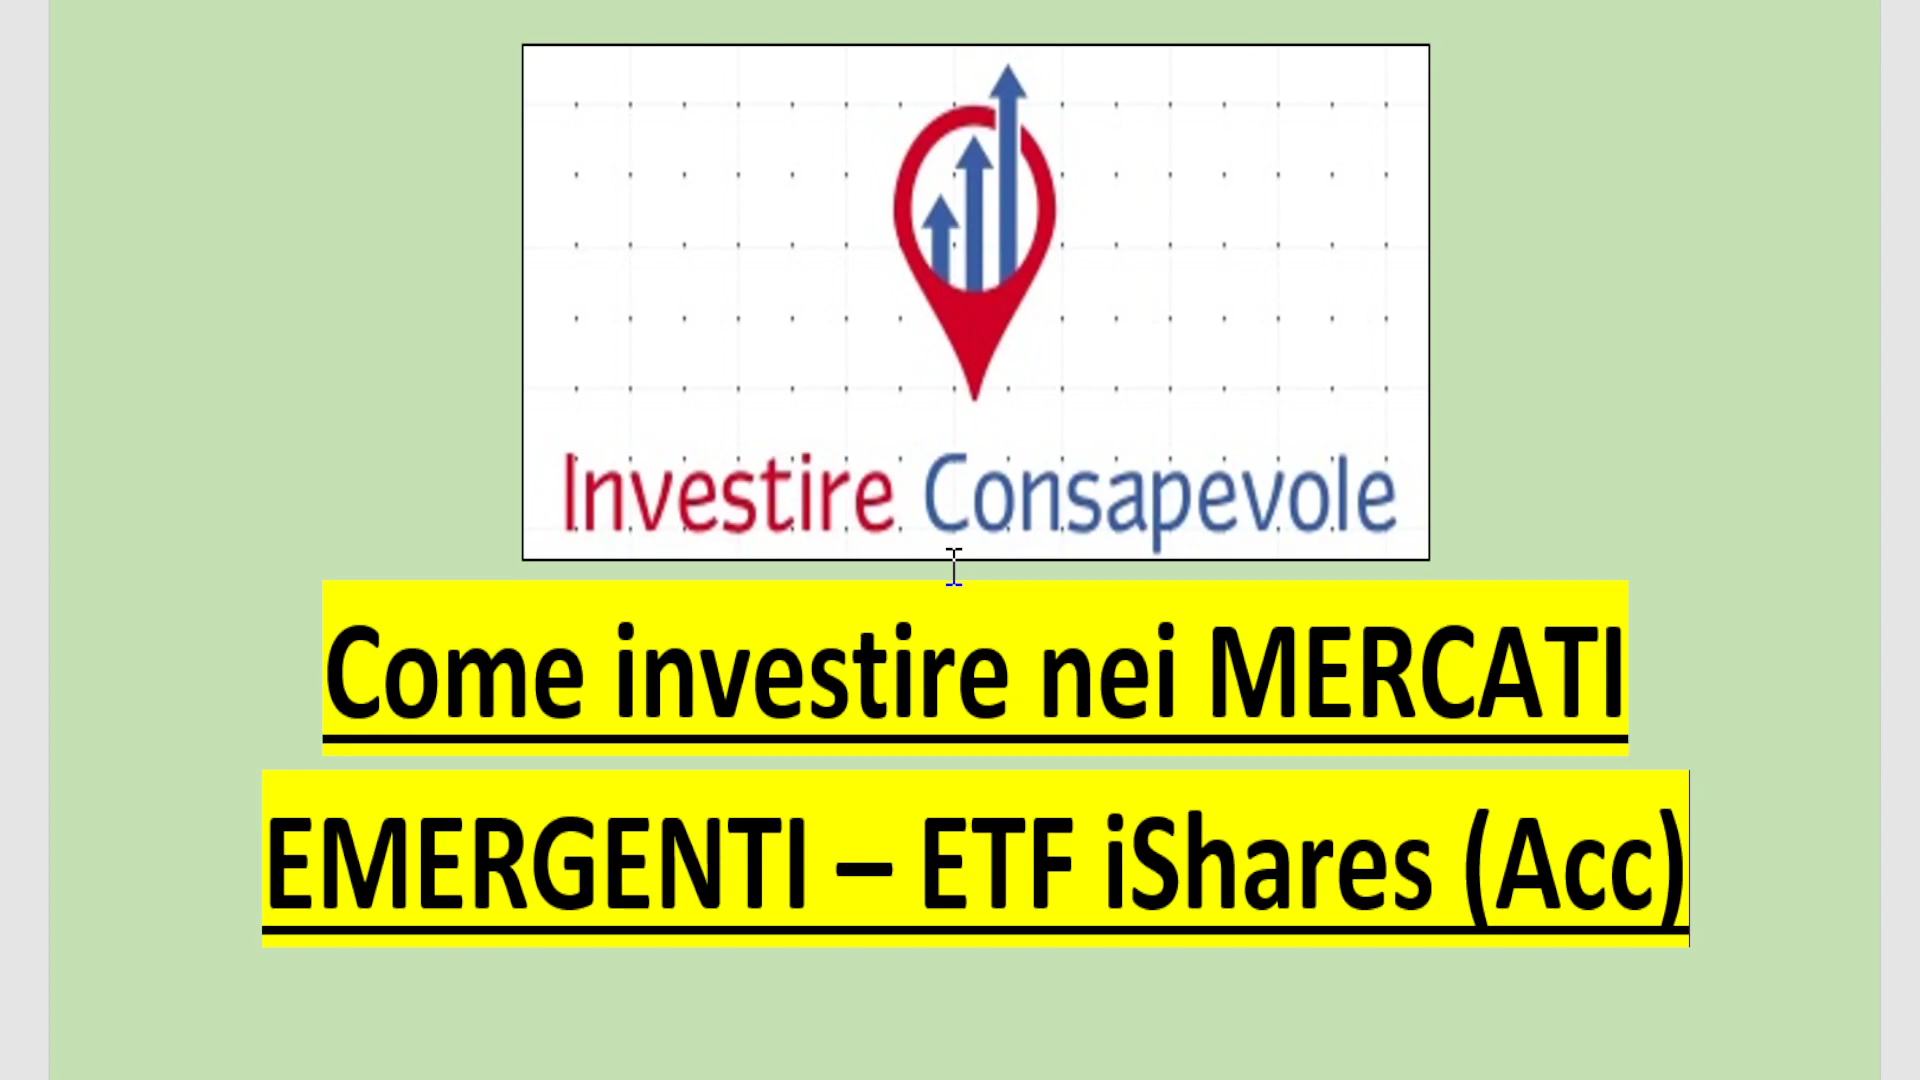 Investire Consapevole
Come investire nei MERCATI
EMERGENTI – ETF iShares (Acc)